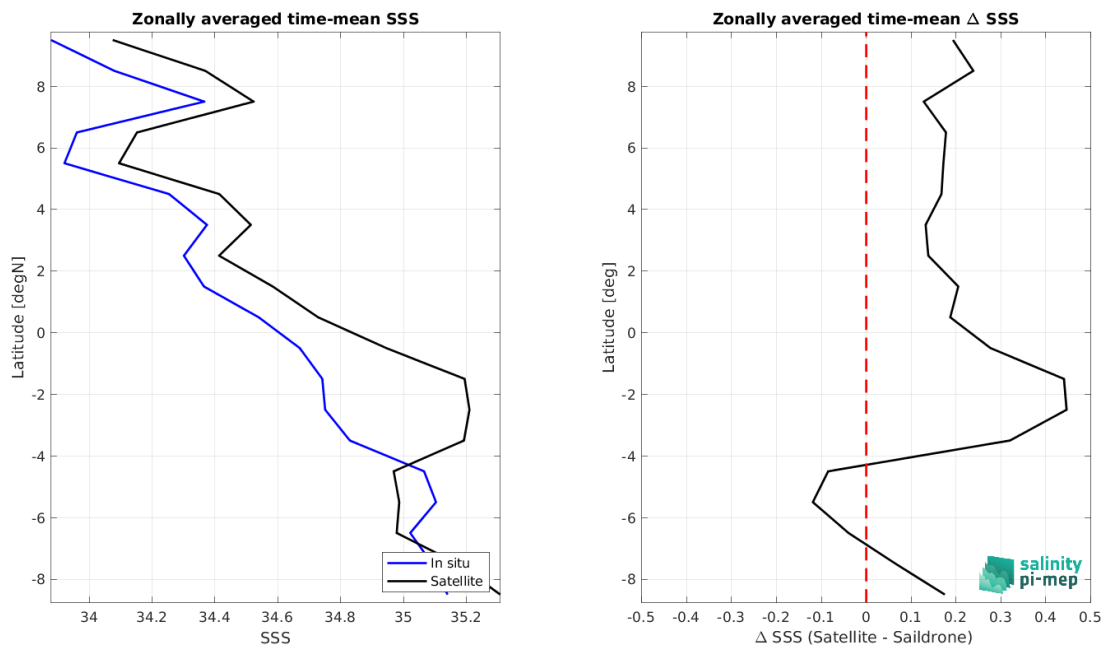 Zonally averaged time-mean SSS
Latitude [degN]
8
6
4
2
0
-2
-4
-6
-8
In situ
Satellite
34 34.2 34.4 34.6 34.8 35 35.2
SSS
Zonally averaged time-mean Δ SSS
Latitude [deg]
8
6
4
2
0
-2
-4
-6
-8
salinity
pi-mep
-0.5 -0.4 -0.3 -0.2 -0.1 0 0.1 0.2 0.3 0.4 0.5
Δ SSS (Satellite - Saildrone)